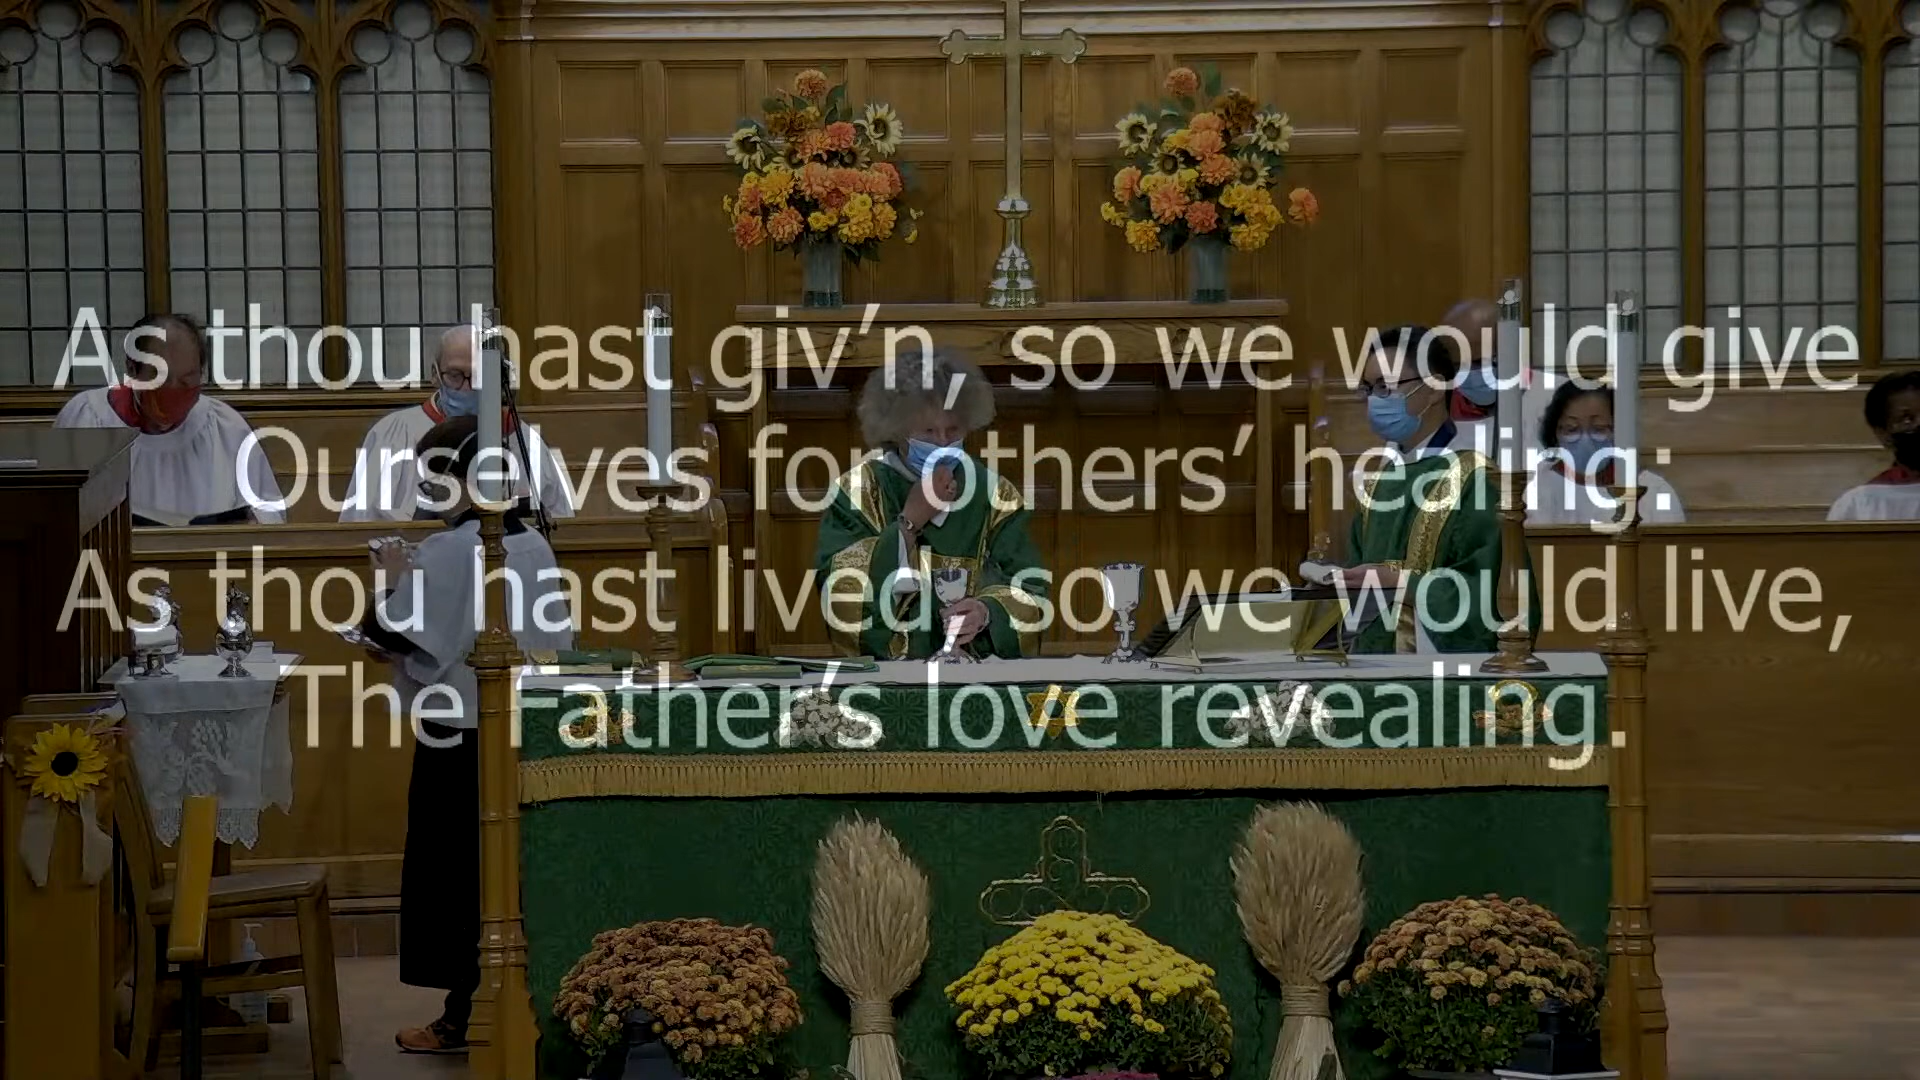 As thou hast giv’n, so we would give
Ourselves for others’ healing:
As thou hast lived, so we would live,
The Father’s love revealing.